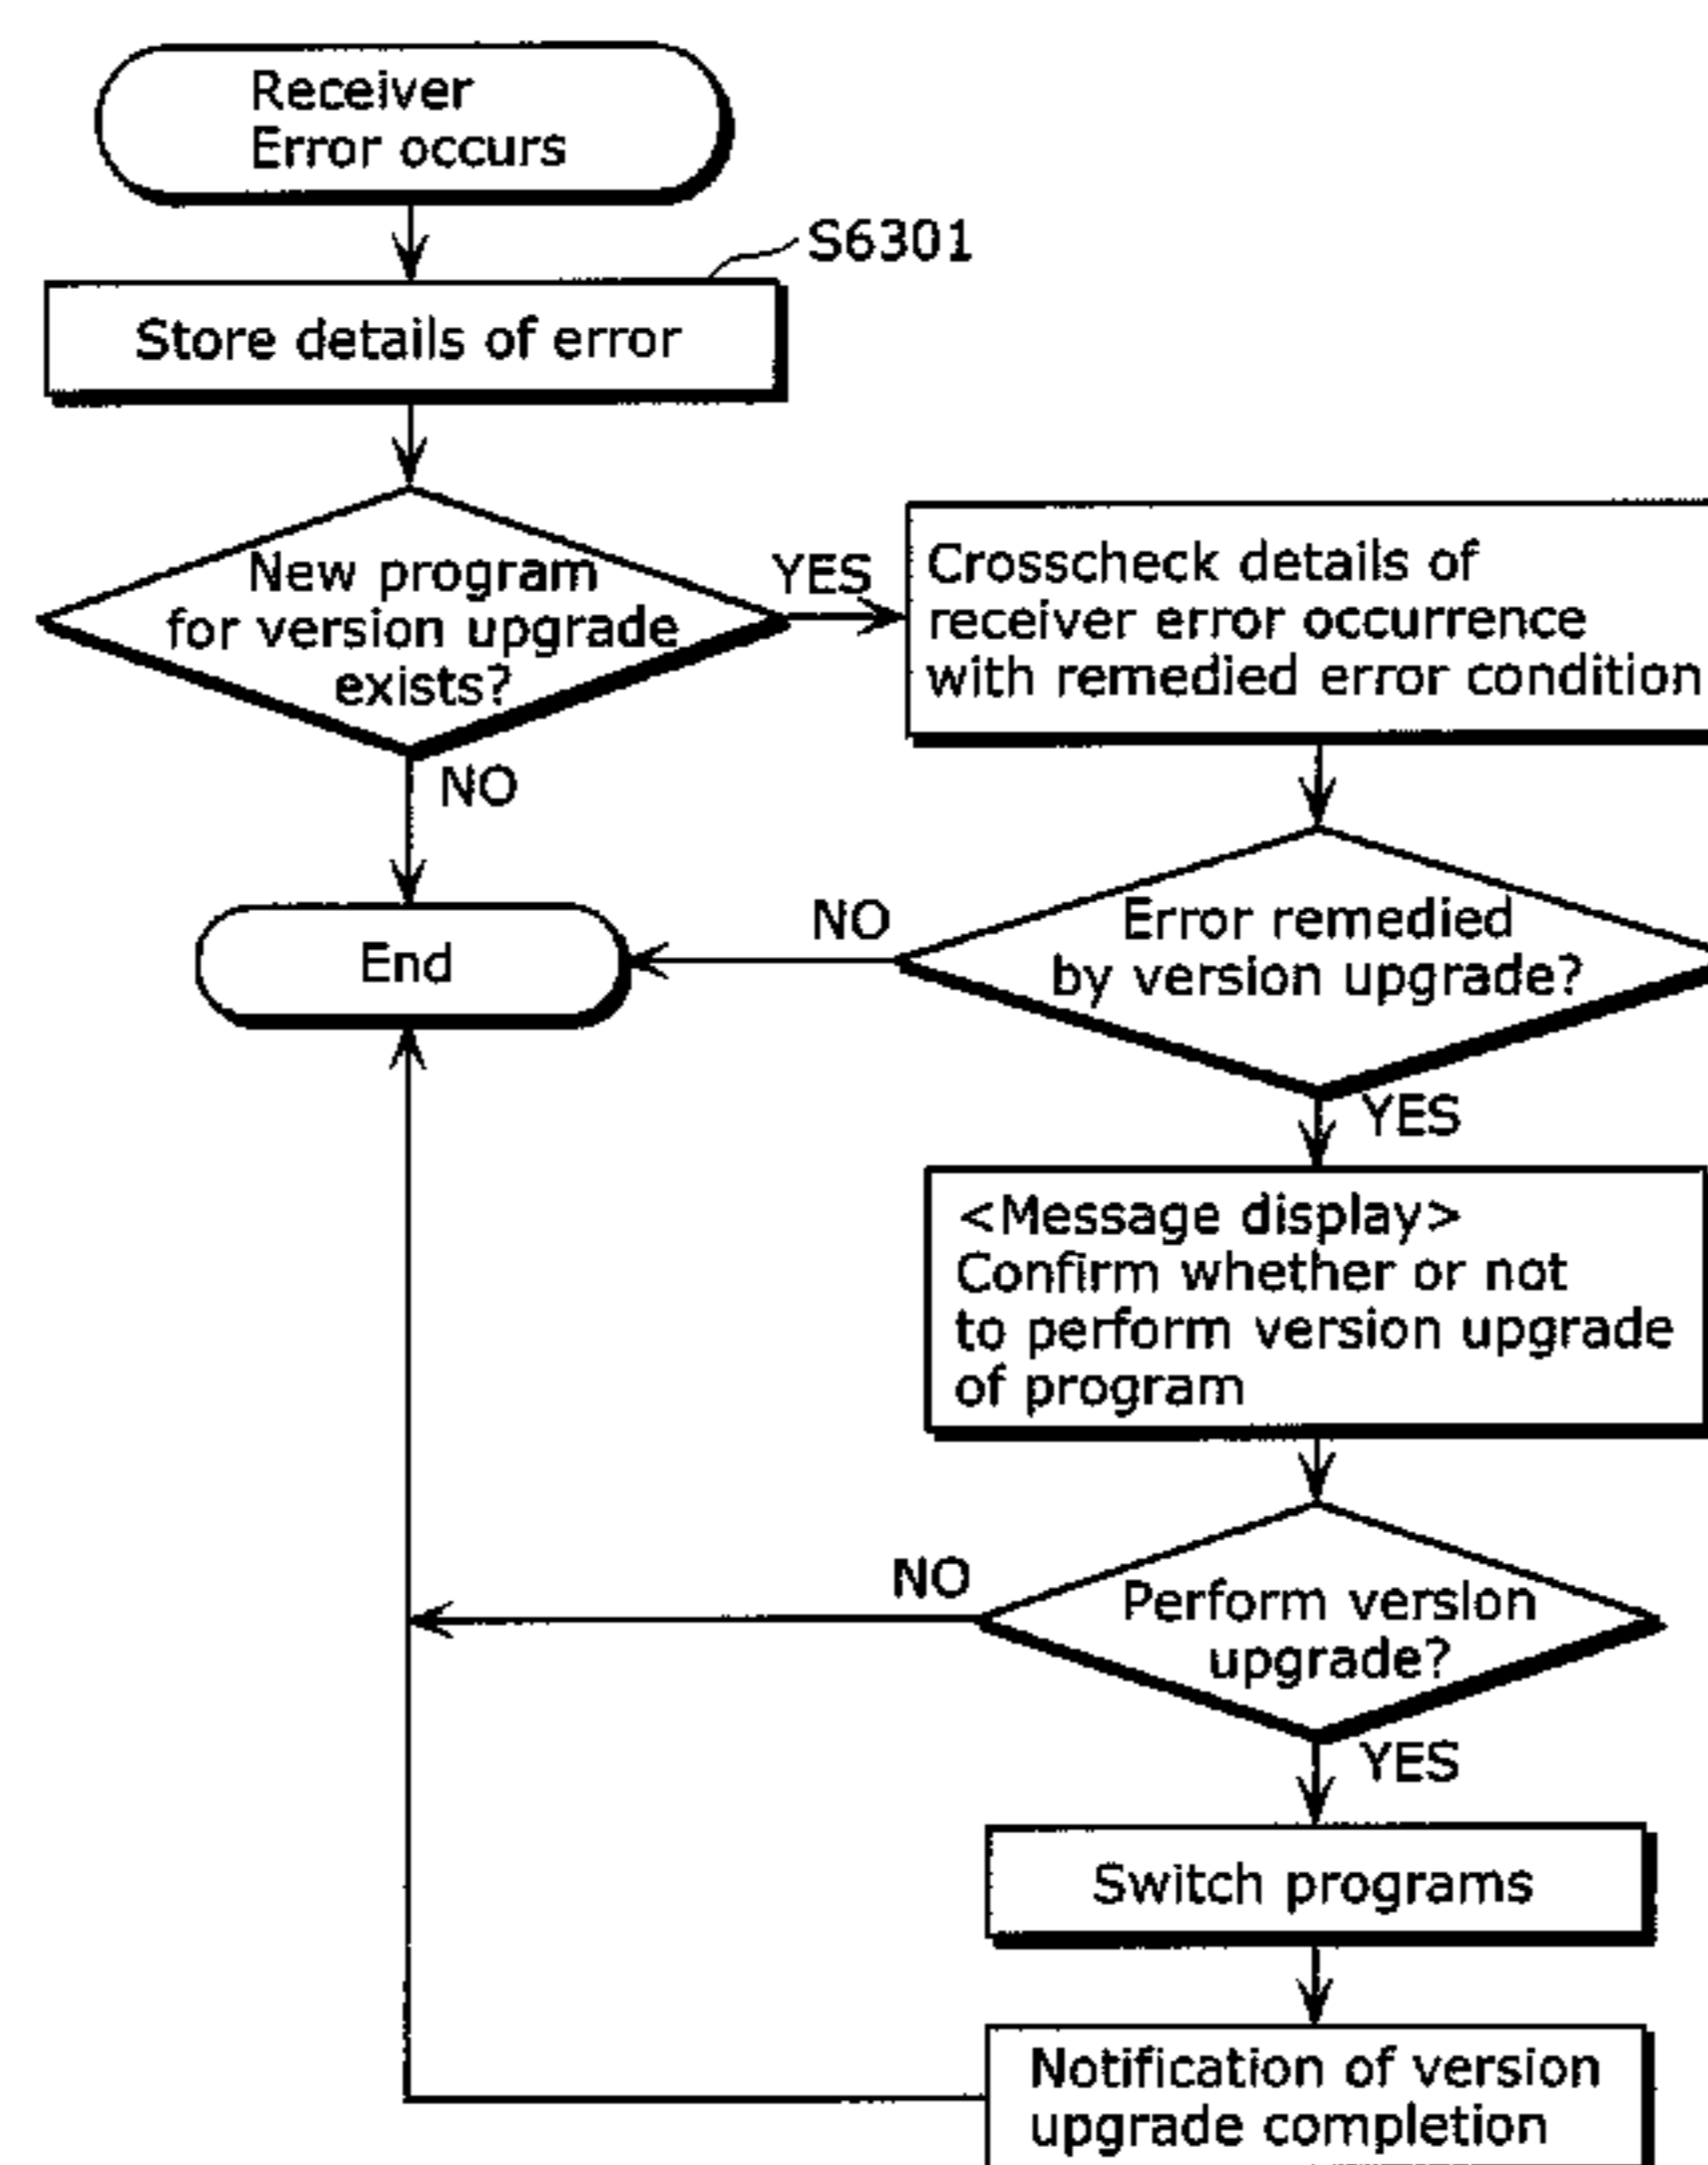 Receiver
Error occurs
S6301
Store details of error
New program
for version upgrade
exists?
YES
NO
Crosscheck details of
receiver error occurrence
with remedied error condition
End
NO
Error remedied
by version upgrade?
YES
<Message display>
Confirm whether or not
to perform version upgrade
of program
NO
Perform version
upgrade?
YES
Switch programs
Notification of version
upgrade completion